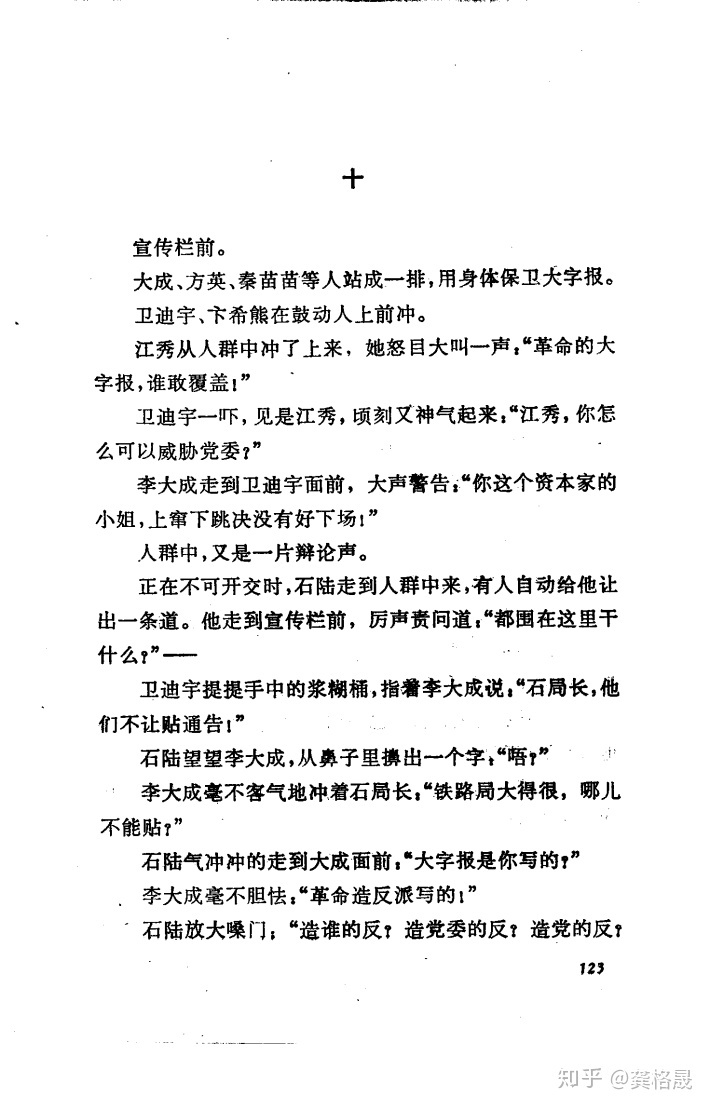 十
宣传栏前。
大成、方英、秦苗苗等人站成一排，用身体保卫大字报。
卫迪宇、卞希熊在鼓动人上前冲。
江秀从人群中冲了上来，她怒目大叫一声：“革命的大
字报，谁敢覆盖！”
卫迪宇一吓，见是江秀，顷刻又神气起来：“江秀，你怎
么可以威胁党委？”
李大成走到卫迪宇面前，大声警告：“你这个资本家的
小姐，上窜下跳决没有好下场！”
人群中，又是一片辩论声。
正在不可开交时，石陆走到人群中来，有人自动给他让
出一条道。他走到宣传栏前，厉声责问道：“都围在这里干
什么？”——
卫迪宇提提手中的浆糊桶，指着李大成说：“石局长，他
们不让贴通告！”
石陆望望李大成，从鼻子里擤出一个字：“唔？”
李大成毫不客气地冲着石局长：“铁路局大得很，哪儿
不能贴？”
石陆气冲冲的走到大成面前：“大字报是你写的？”
李大成毫不胆怯：“革命造反派写的！”
石陆放大嗓门：“造谁的反？造党委的反？造党的反？
123
知乎 @龚格晟